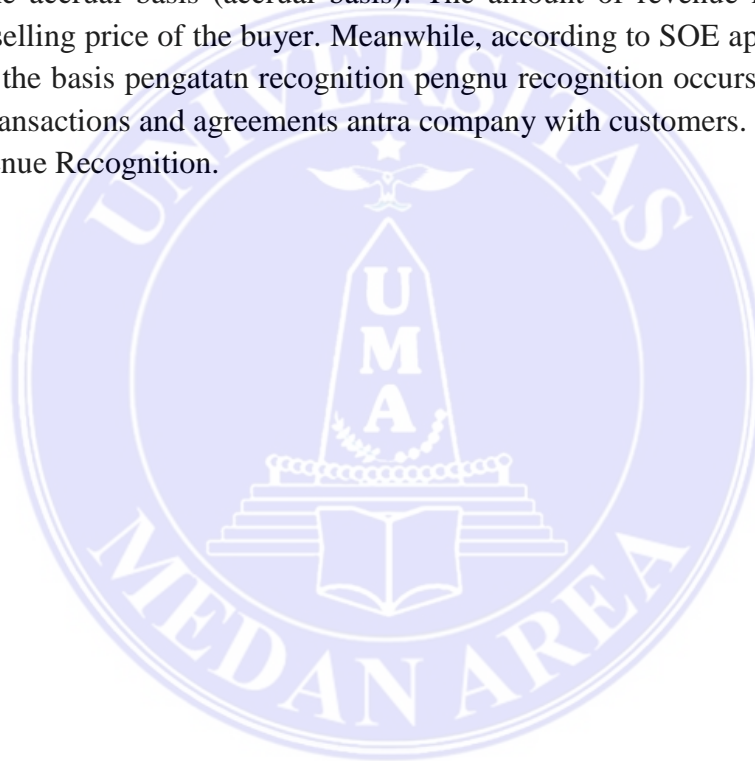 e accrual basis (accrual basis). The amount of revenue
selling price of the buyer. Meanwhile, according to SOE ap
the basis pengatatn recognition pengnu recognition occurs
ansactions and agreements antra company with customers.
nue Recognition.
UNIVERSITAS
UMA
MEDAN AREA